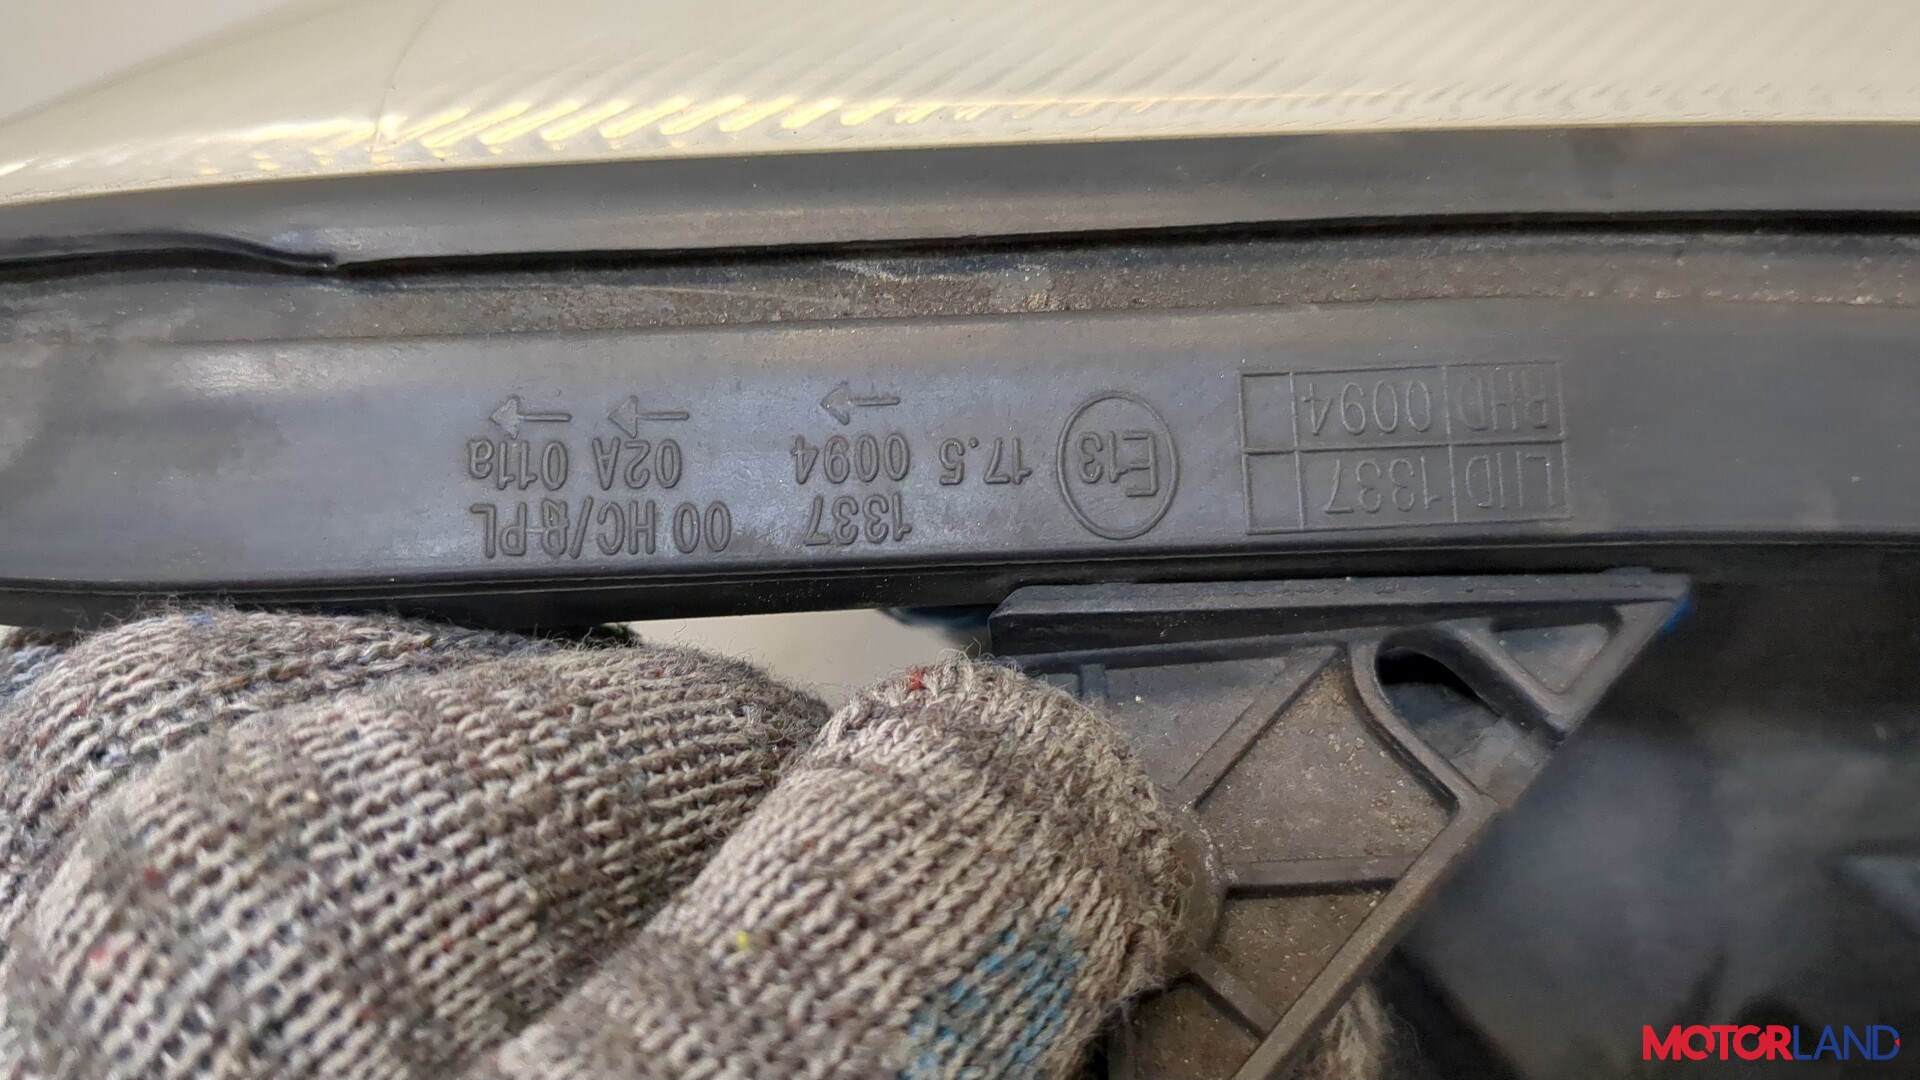 LHD 1337
RHD 0094
E13
1337 00 HC/R PL
17.5 0094 02A 011a
→ → →
MOTORLAND